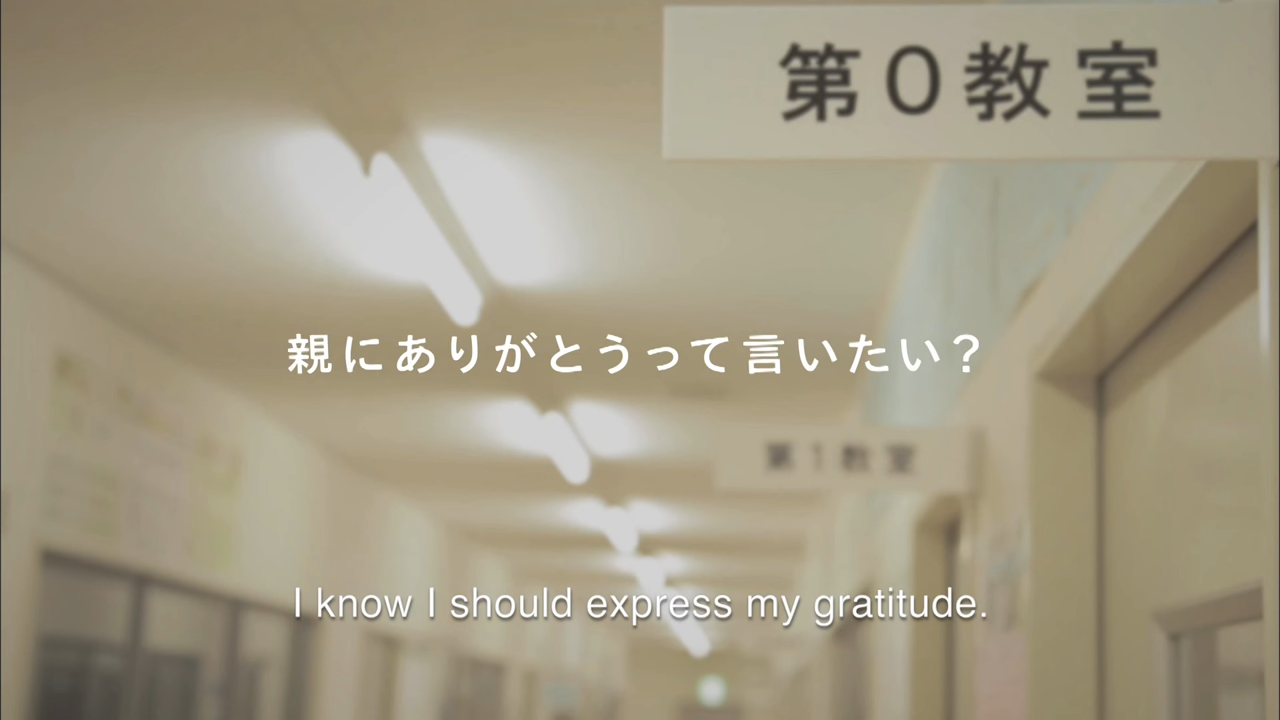 第0教室
親にありがとうって言いたい？
第1教室
I know I should express my gratitude.